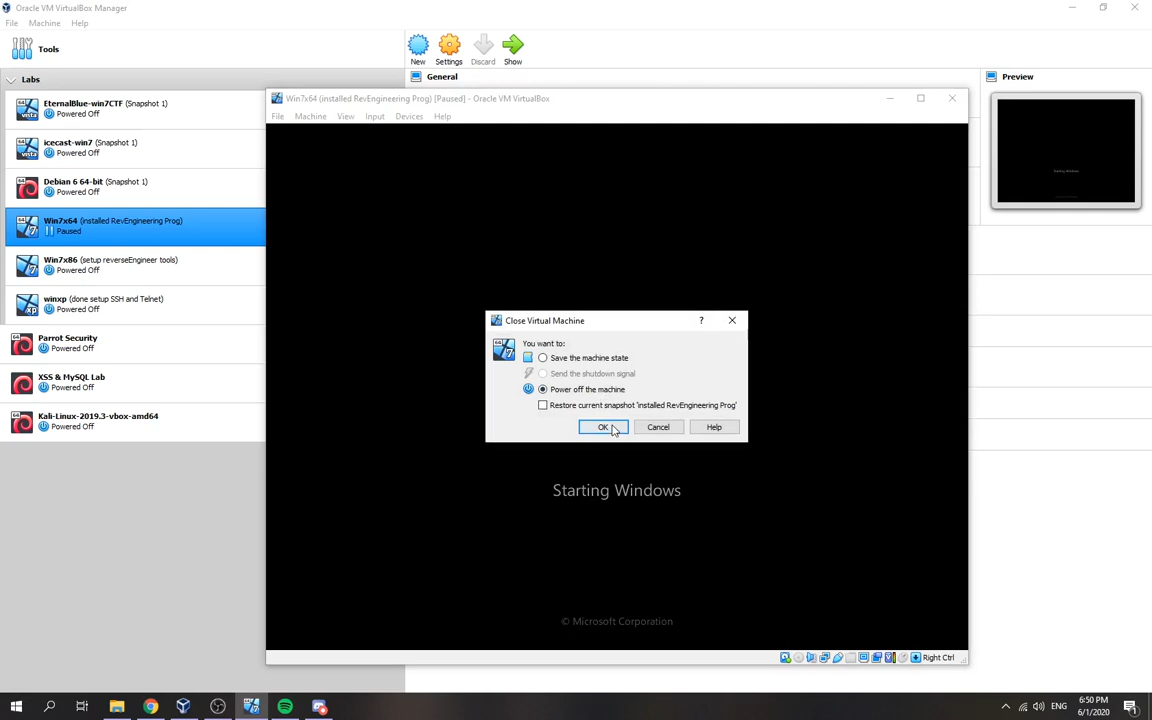 Oracle VM VirtualBox Manager
File Machine Help
Tools
New Settings Discard Show
Labs
General
Preview
EternalBlue-win7CTF (Snapshot 1)
Powered Off
icecast-win7 (Snapshot 1)
Powered Off
Debian 6 64-bit (Snapshot 1)
Powered Off
Win7x64 (installed RevEngineering Prog)
Paused
Win7x86 (setup reverseEngineer tools)
Powered Off
winxp (done setup SSH and Telnet)
Powered Off
Parrot Security
Powered Off
XSS & MySQL Lab
Powered Off
Kali-Linux-2019.3-vbox-amd64
Powered Off
Win7x64 (installed RevEngineering Prog) [Paused] - Oracle VM VirtualBox
File Machine View Input Devices Help
Close Virtual Machine
You want to:
Save the machine state
Send the shutdown signal
Power off the machine
Restore current snapshot 'installed RevEngineering Prog'
OK Cancel Help
Starting Windows
© Microsoft Corporation
Right Ctrl
Starting Windows
ENG
6:50 PM
6/1/2020